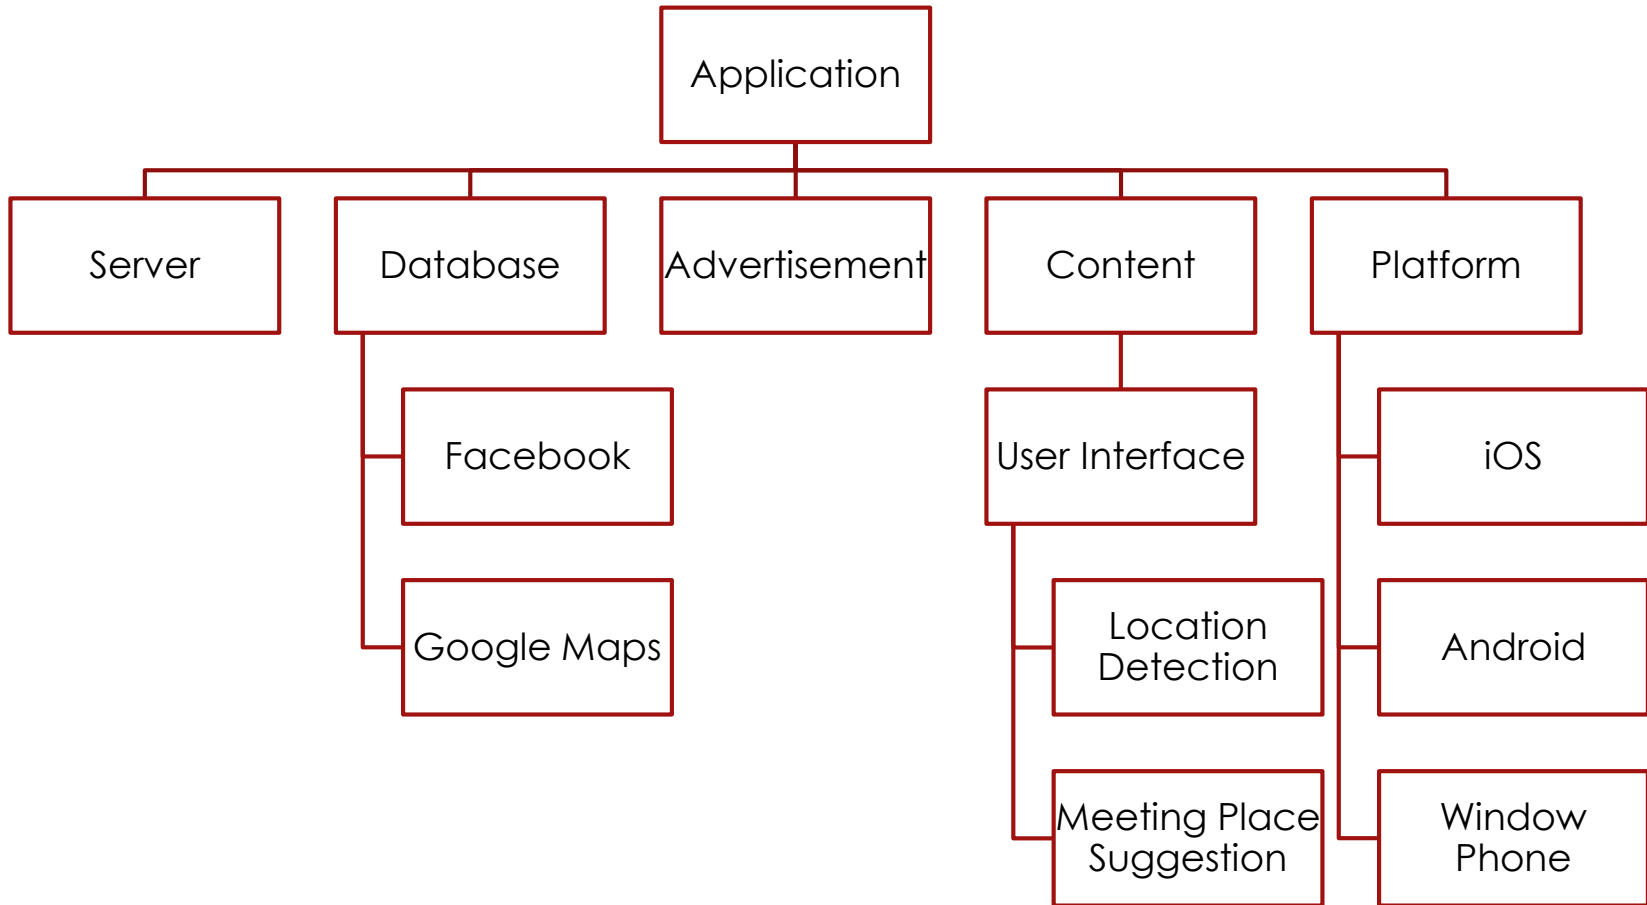 Application
Server
Database
Advertisement
Content
Platform
Facebook
User Interface
iOS
Google Maps
Location
Detection
Android
Meeting Place
Suggestion
Window
Phone